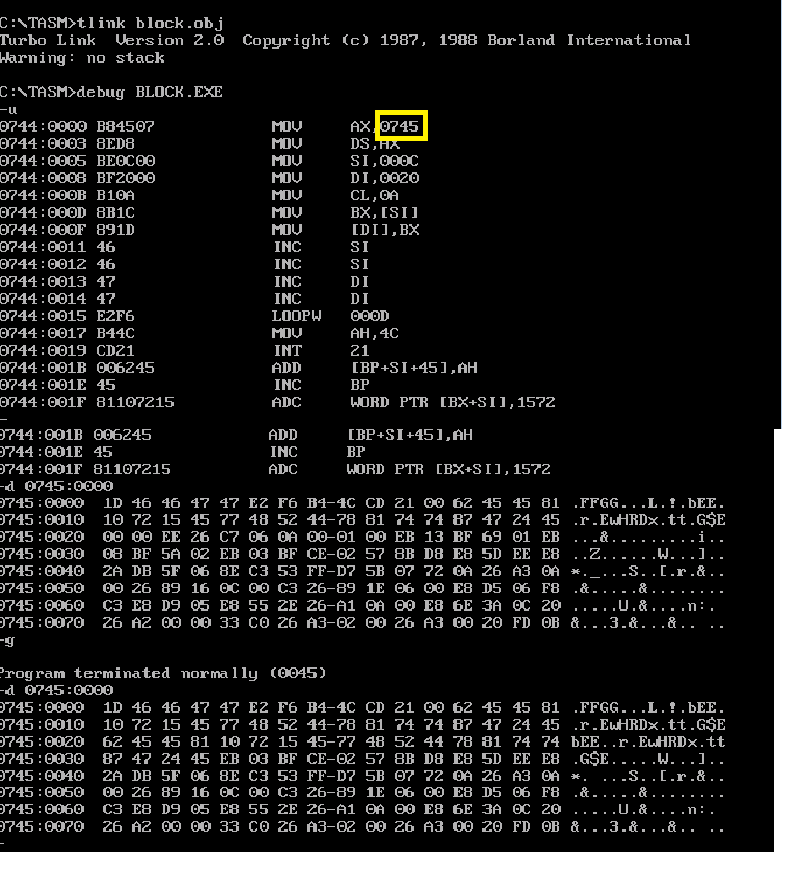 C:\TASM>tlink block.obj
Turbo Link  Version 2.0  Copyright (c) 1987, 1988 Borland International
Warning: no stack
C:\TASM>debug BLOCK.EXE
-u
0744:0000 B84507 MOV AX,0745
0744:0003 8ED8 MOV DS,AX
0744:0005 BE0C00 MOV SI,000C
0744:0008 BF2000 MOV DI,0020
0744:000B B10A MOV CL,0A
0744:000D 8B1C MOV BX,[SI]
0744:000F 891D MOV [DI],BX
0744:0011 46 INC SI
0744:0012 46 INC SI
0744:0013 47 INC DI
0744:0014 47 INC DI
0744:0015 E2F6 LOOPW 000D
0744:0017 B44C MOV AH,4C
0744:0019 CD21 INT 21
0744:001B 006245 ADD [BP+SI+45],AH
0744:001E 45 INC BP
0744:001F 81107215 ADC WORD PTR [BX+SI],1572
-
0744:001B 006245 ADD [BP+SI+45],AH
0744:001E 45 INC BP
0744:001F 81107215 ADC WORD PTR [BX+SI],1572
-d 0745:0000
0745:0000  1D 46 46 47 47 E2 F6 B4-4C CD 21 00 62 45 45 81  .FFGG...L.!.bEE.
0745:0010  10 72 15 45 77 48 52 44-78 81 74 74 87 47 24 45  .r.EwHRDx.tt.G$E
0745:0020  00 00 EE 26 C7 06 0A 00-01 00 EB 13 BF 69 01 EB  ...&.........i..
0745:0030  08 BF 5A 02 EB 03 BF CE-02 57 8B D8 E8 5D EE E8  ..Z......W...]..
0745:0040  2A DB 5F 06 8E C3 53 FF-D7 5B 07 72 0A 26 A3 0A  *._...S..[.r.&..
0745:0050  00 26 89 16 0C 00 C3 26-89 1E 06 00 E8 D5 06 F8  .&.....&........
0745:0060  C3 E8 D9 05 E8 55 2E 26-A1 0A 00 E8 6E 3A 0C 20  .....U.&....n:.
0745:0070  26 A2 00 00 33 C0 26 A3-02 00 26 A3 00 20 FD 0B  &...3.&...&.. ..
-g
Program terminated normally (0045)
-d 0745:0000
0745:0000  1D 46 46 47 47 E2 F6 B4-4C CD 21 00 62 45 45 81  .FFGG...L.!.bEE.
0745:0010  10 72 15 45 77 48 52 44-78 81 74 74 87 47 24 45  .r.EwHRDx.tt.G$E
0745:0020  62 45 45 81 10 72 15 45-77 48 52 44 78 81 74 74  bEE..r.EwHRDx.tt
0745:0030  87 47 24 45 EB 03 BF CE-02 57 8B D8 E8 5D EE E8  .G$E.....W...]..
0745:0040  2A DB 5F 06 8E C3 53 FF-D7 5B 07 72 0A 26 A3 0A  *. ...S..[.r.&..
0745:0050  00 26 89 16 0C 00 C3 26-89 1E 06 00 E8 D5 06 F8  .&.....&........
0745:0060  C3 E8 D9 05 E8 55 2E 26-A1 0A 00 E8 6E 3A 0C 20  .....U.&....n:.
0745:0070  26 A2 00 00 33 C0 26 A3-02 00 26 A3 00 20 FD 0B  &...3.&...&.. ..
-